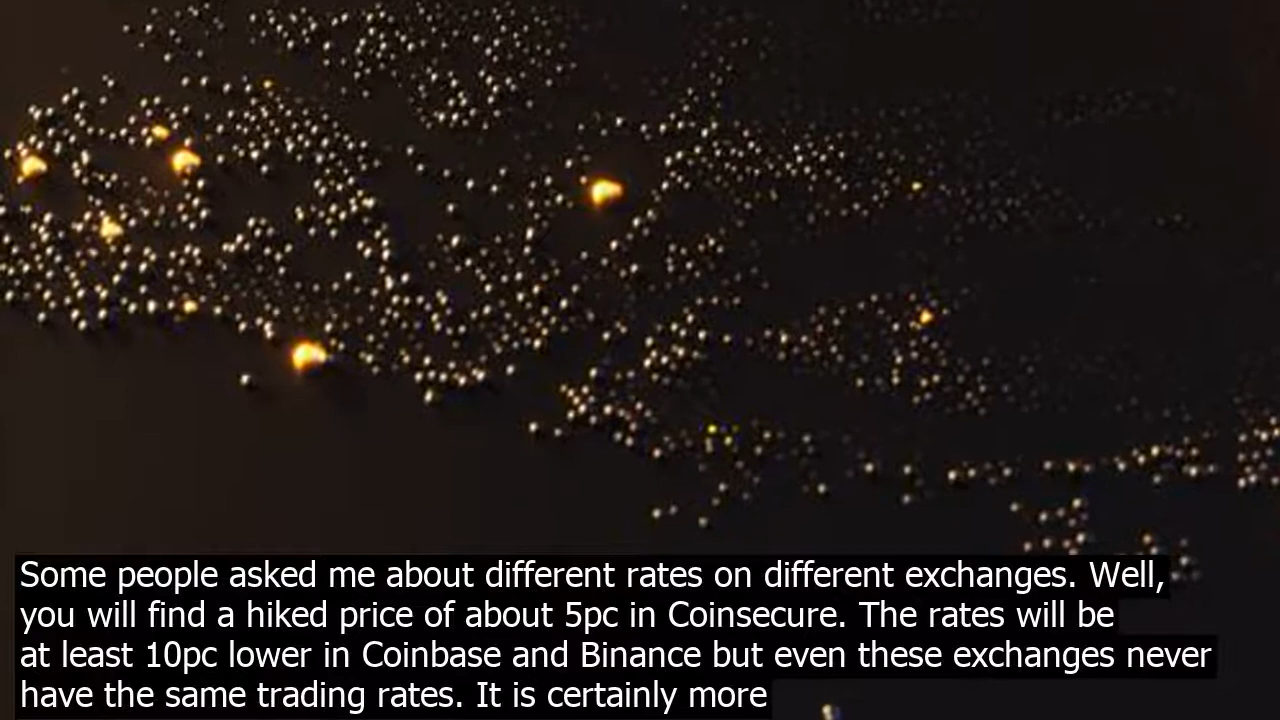 Some people asked me about different rates on different exchanges. Well,
you will find a hiked price of about 5pc in Coinsecure. The rates will be
at least 10pc lower in Coinbase and Binance but even these exchanges never
have the same trading rates. It is certainly more